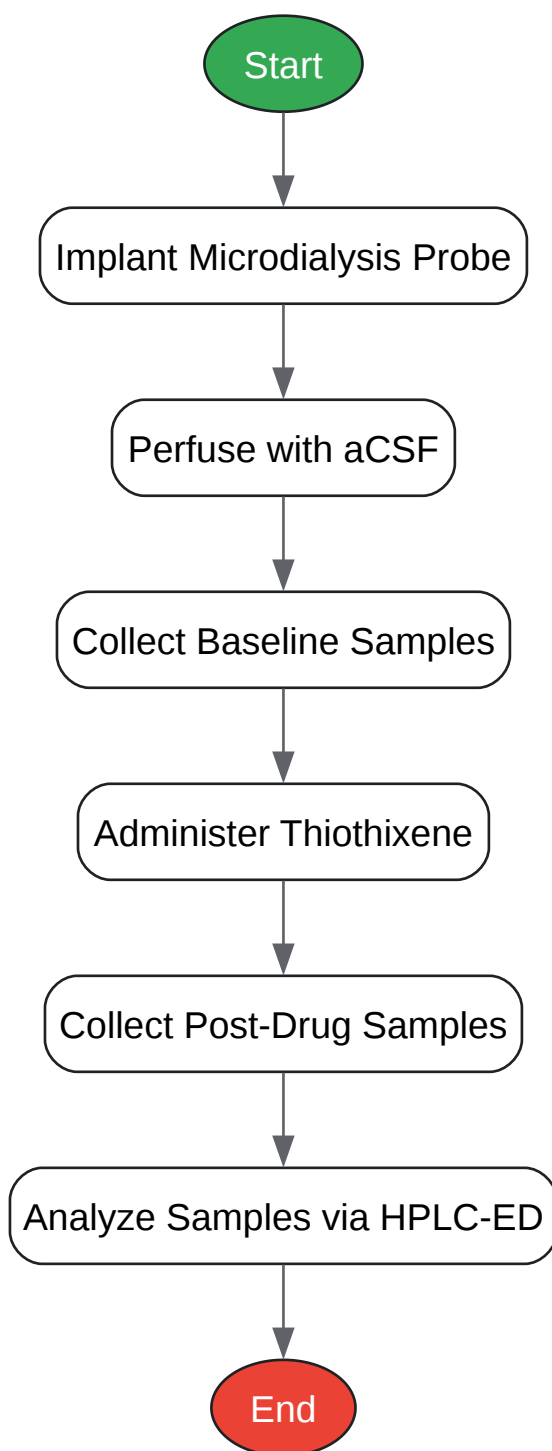 Start
Implant Microdialysis Probe
Perfuse with aCSF
Collect Baseline Samples
Administer Thiothixene
Collect Post-Drug Samples
Analyze Samples via HPLC-ED
End